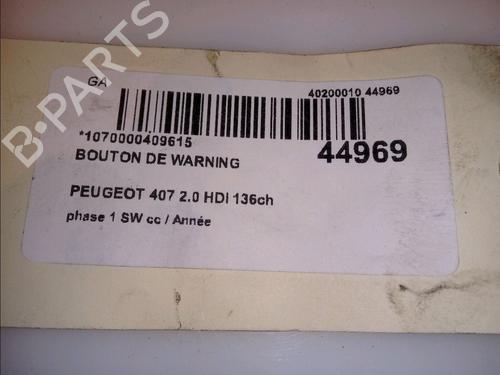 B-PARTS
GA
40200010 44969
*1070000409615
44969
BOUTON DE WARNING
PEUGEOT 407 2.0 HDI 136ch
phase 1 SW cc / Année